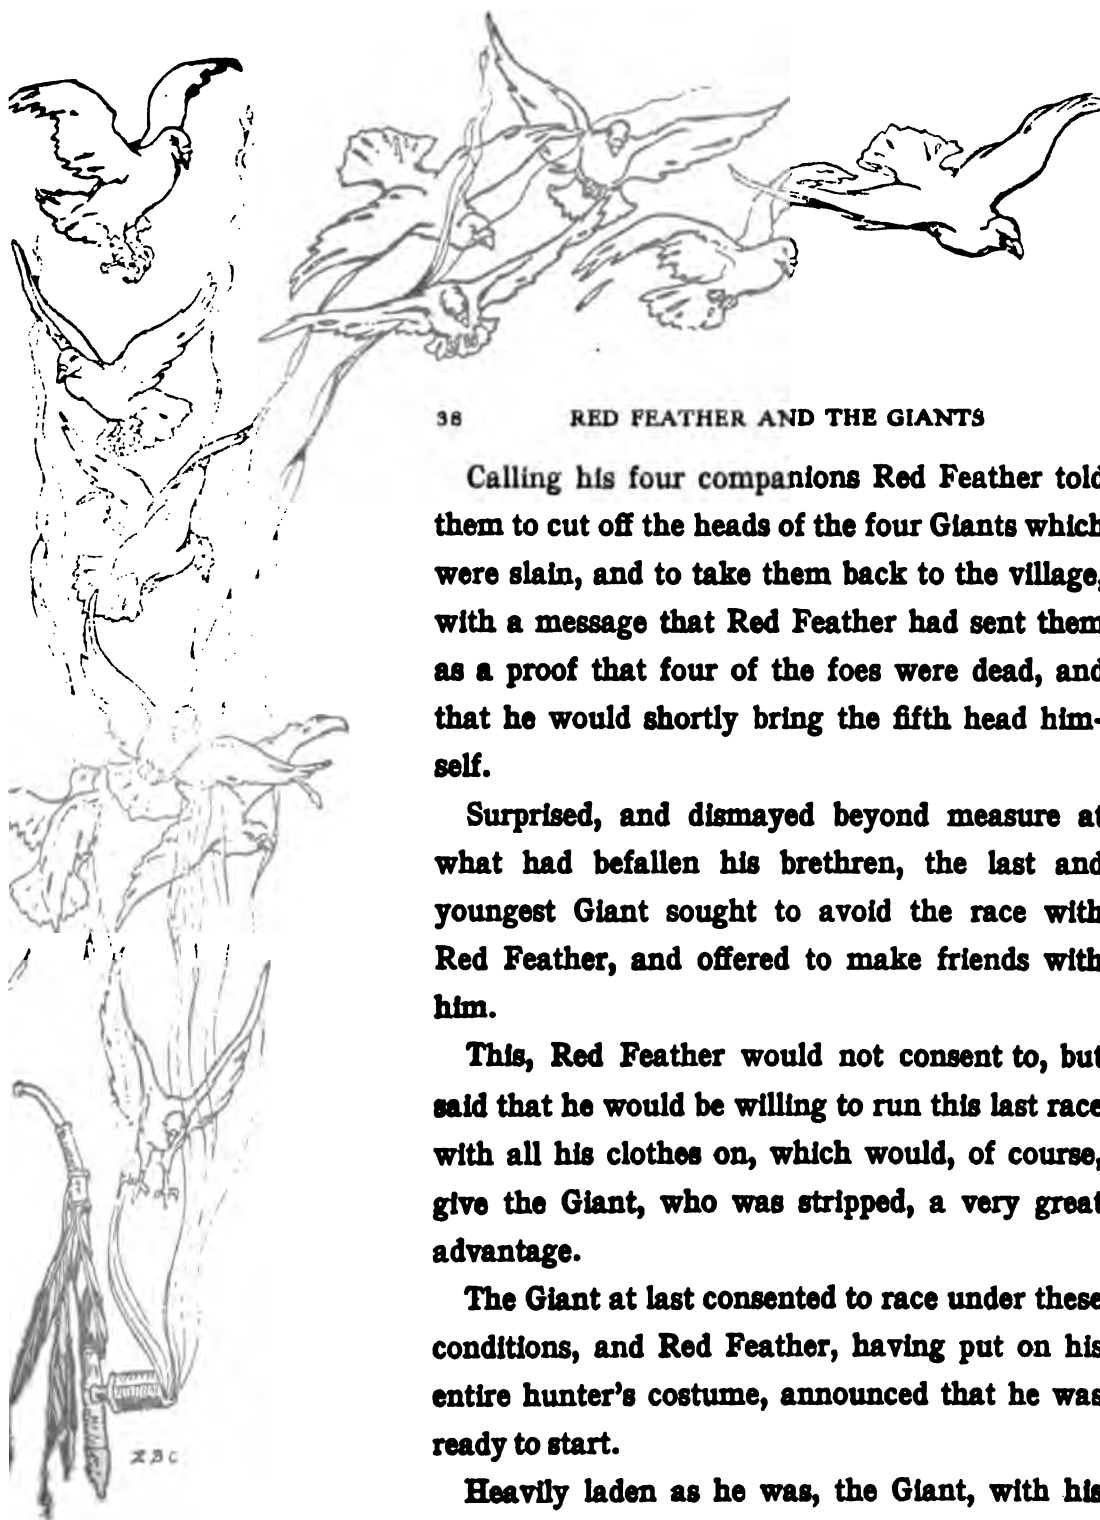 38 RED FEATHER AND THE GIANTS
Calling his four companions Red Feather told
them to cut off the heads of the four Giants which
were slain, and to take them back to the village,
with a message that Red Feather had sent them
as a proof that four of the foes were dead, and
that he would shortly bring the fifth head him-
self.
Surprised, and dismayed beyond measure at
what had befallen his brethren, the last and
youngest Giant sought to avoid the race with
Red Feather, and offered to make friends with
him.
This, Red Feather would not consent to, but
said that he would be willing to run this last race
with all his clothes on, which would, of course,
give the Giant, who was stripped, a very great
advantage.
The Giant at last consented to race under these
conditions, and Red Feather, having put on his
entire hunter's costume, announced that he was
ready to start.
Heavily laden as he was, the Giant, with his